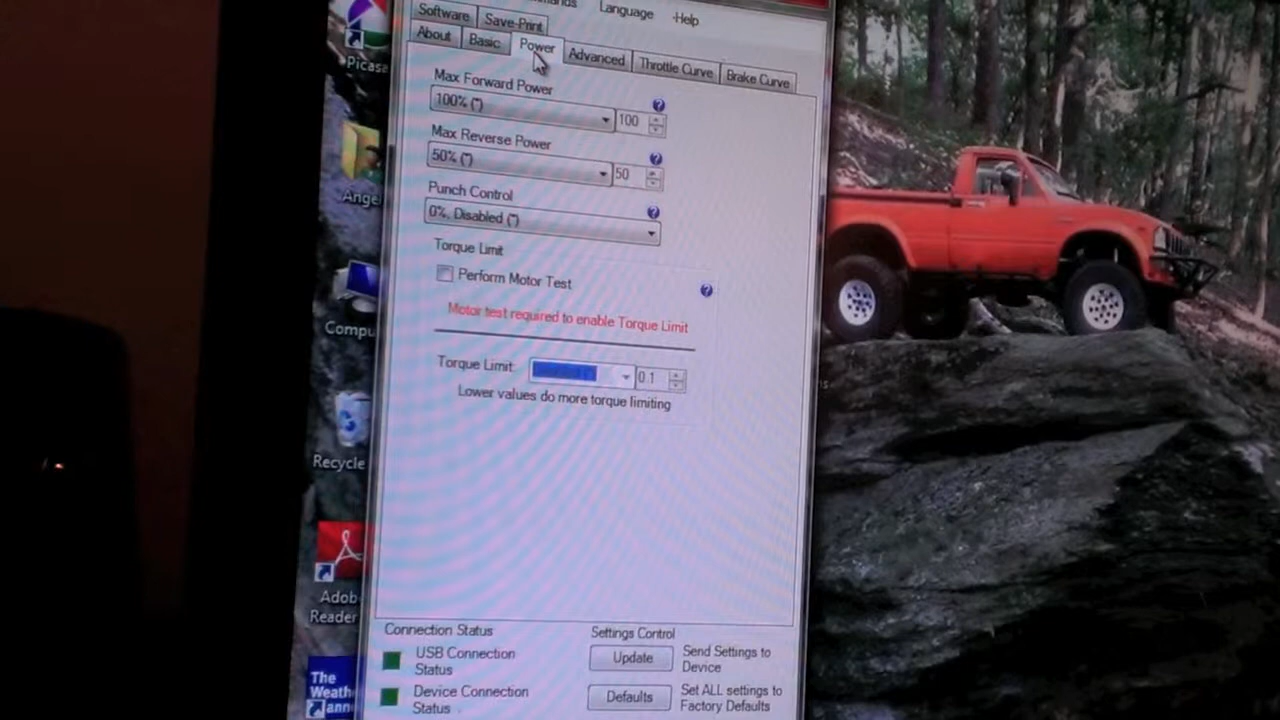 Language Help
Software Save-Print
About Basic Power Advanced Throttle Curve Brake Curve
Max Forward Power
100% (*) 100
Max Reverse Power
50% (*) 50
Punch Control
0%, Disabled (*)
Torque Limit
Perform Motor Test
Motor test required to enable Torque Limit
Torque Limit: 0.1
Lower values do more torque limiting
Connection Status
USB Connection
Status
Device Connection
Status
Settings Control
Update
Send Settings to
Device
Defaults
Set ALL settings to
Factory Defaults
Picasa
Recycle
Adob
Reader
The
Weath